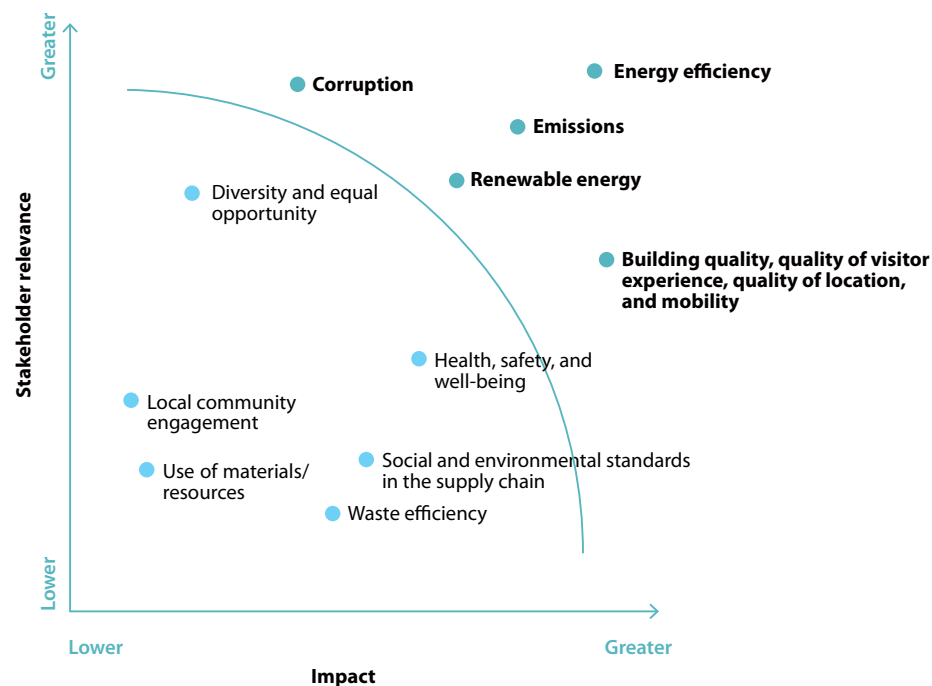 Greater
Stakeholder relevance
Lower
Corruption
Energy efficiency
Emissions
Renewable energy
Diversity and equal
opportunity
Building quality, quality of visitor
experience, quality of location,
and mobility
Health, safety, and
well-being
Local community
engagement
Social and environmental standards
in the supply chain
Use of materials/
resources
Waste efficiency
Lower
Greater
Impact